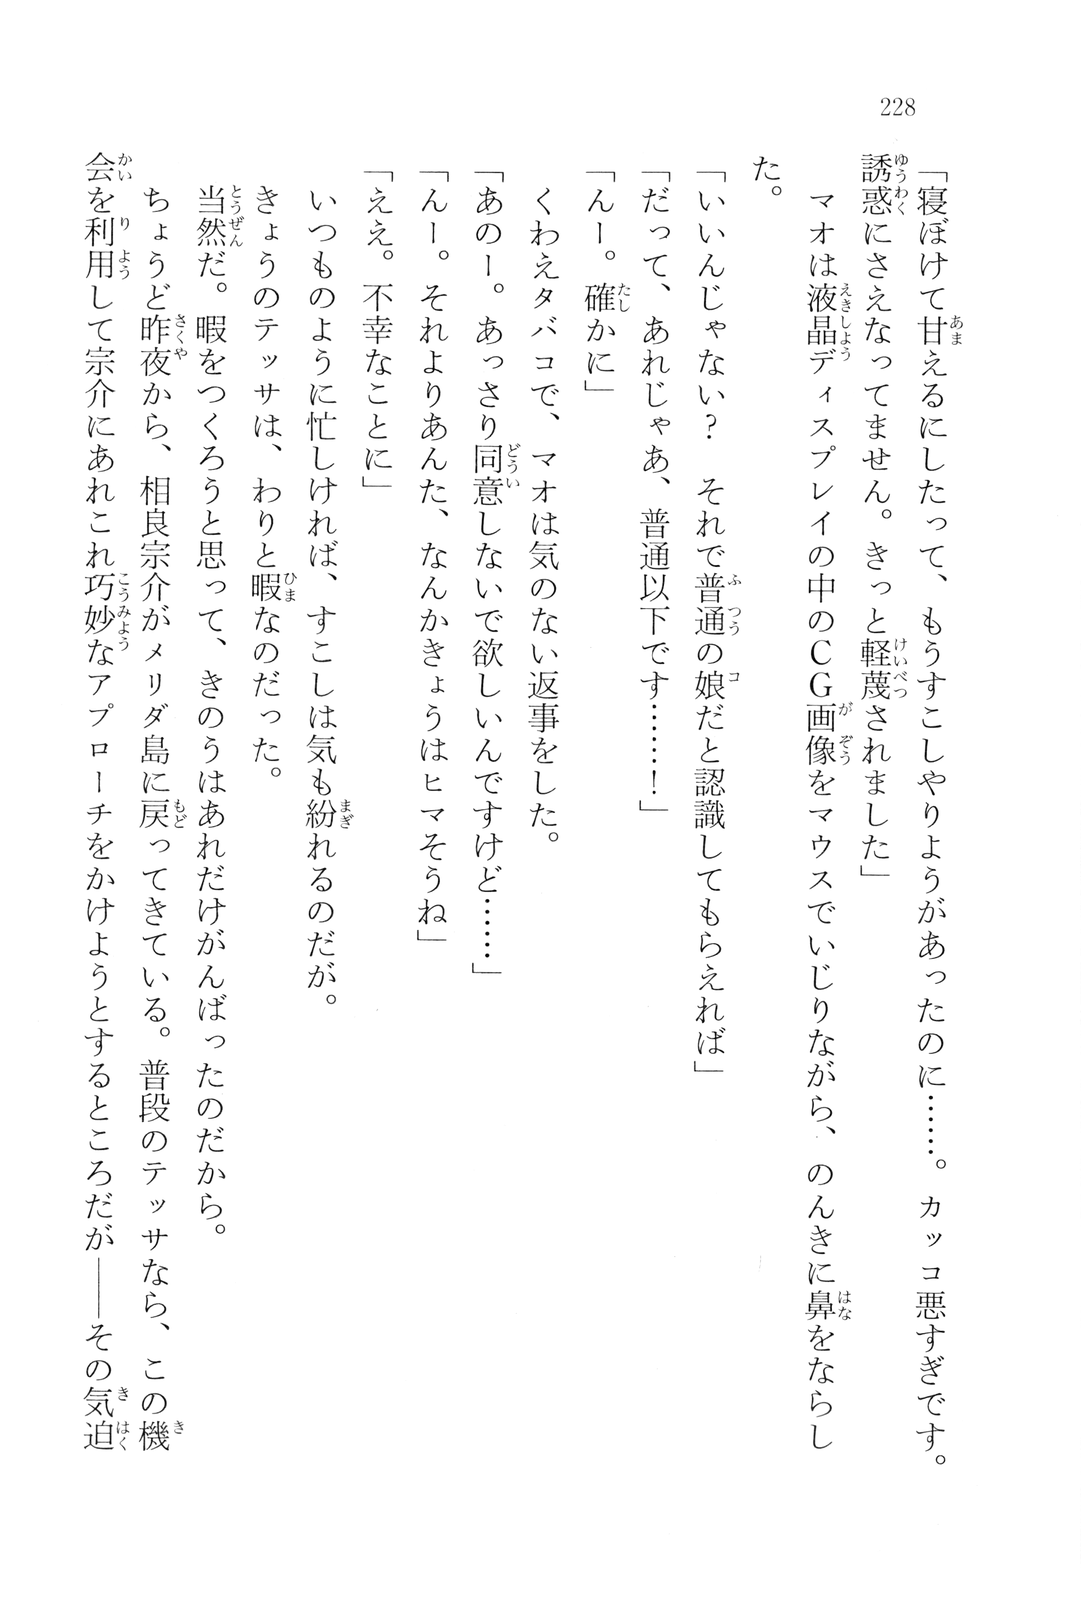 228
「寝ぼけて甘えるにしたって、もうすこしやりようがあったのに……。カッコ悪すぎです。
誘惑にさえなってません。きっと軽蔑されました」
　マオは液晶ディスプレイの中のＣＧ画像をマウスでいじりながら、のんきに鼻をならし
た。
「いいんじゃない？　それで普通の娘だと認識してもらえれば」
「だって、あれじゃあ、普通以下です……！」
「んー。確かに」
　くわえタバコで、マオは気のない返事をした。
「あのー。あっさり同意しないで欲しいんですけど……」
「んー。それよりあんた、なんかきょうはヒマそうね」
「ええ。不幸なことに」
　いつものように忙しければ、すこしは気も紛れるのだが。
きょうのテッサは、わりと暇なのだった。
　当然だ。暇をつくろうと思って、きのうはあれだけがんばったのだから。
　ちょうど昨夜から、相良宗介がメリダ島に戻ってきている。普段のテッサなら、この機
会を利用して宗介にあれこれ巧妙なアプローチをかけようとするところだが――その気迫